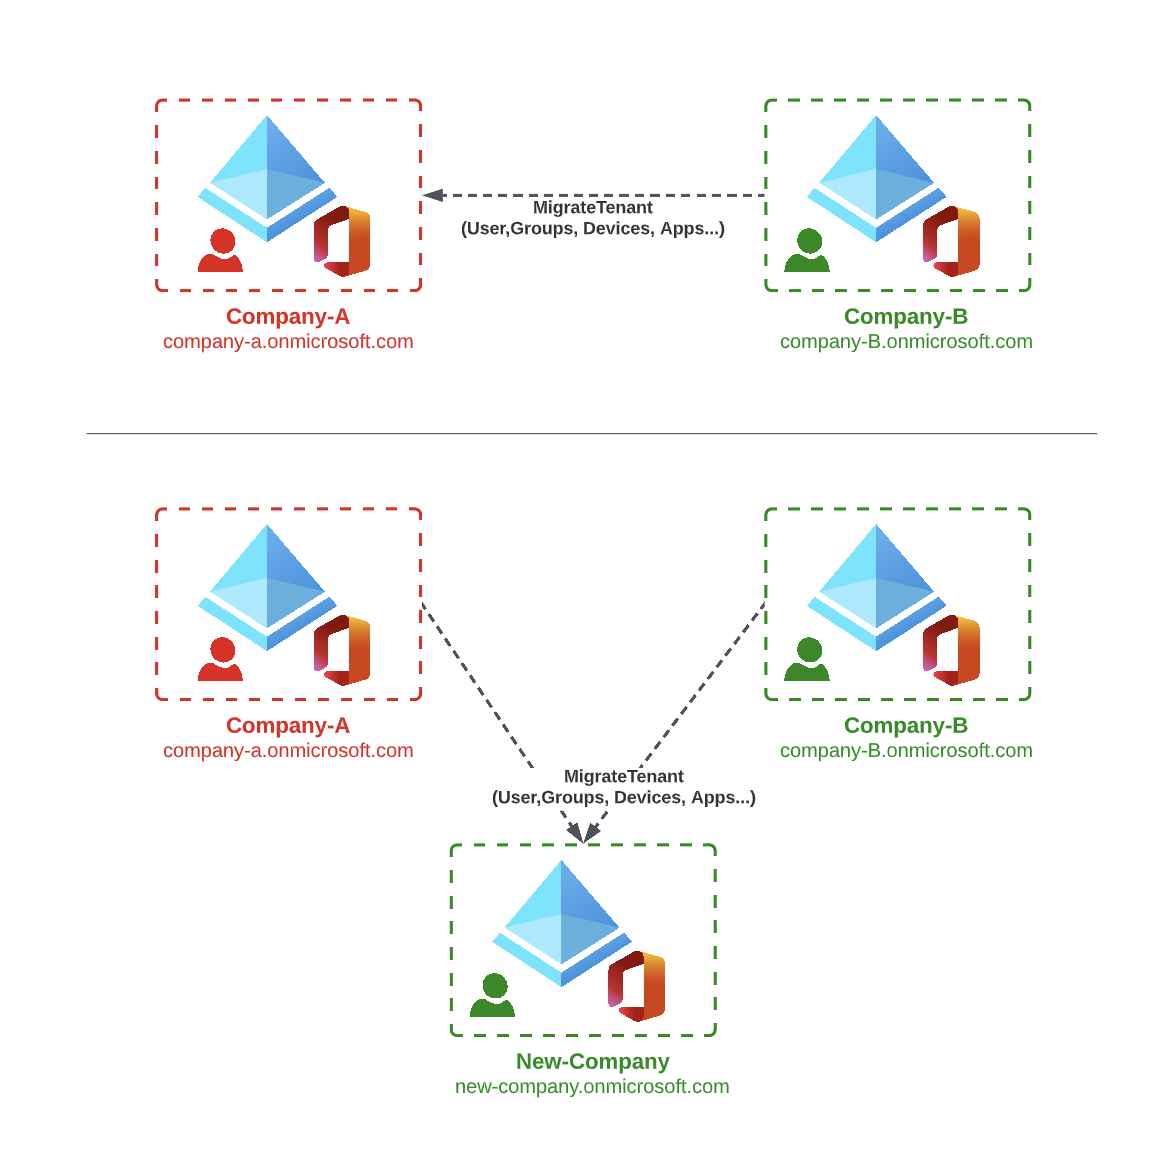 MigrateTenant
(User,Groups, Devices, Apps...)
Company-A
company-a.onmicrosoft.com
Company-B
company-B.onmicrosoft.com
Company-A
company-a.onmicrosoft.com
Company-B
company-B.onmicrosoft.com
MigrateTenant
(User,Groups, Devices, Apps...)
New-Company
new-company.onmicrosoft.com